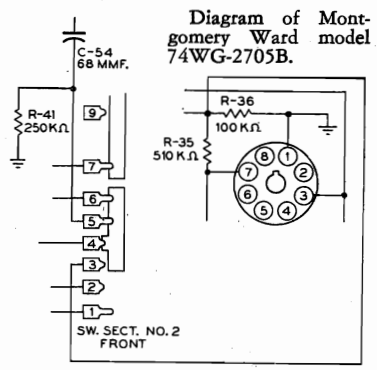 Diagram of Mont-
gomery Ward model
74WG-2705B.
C-54
68 MMF.
R-41
250KΩ
9
7
6
5
4
3
2
1
SW. SECT. NO. 2
FRONT
R-36
100KΩ
R-35
510KΩ
8
1
7
2
6
3
5
4